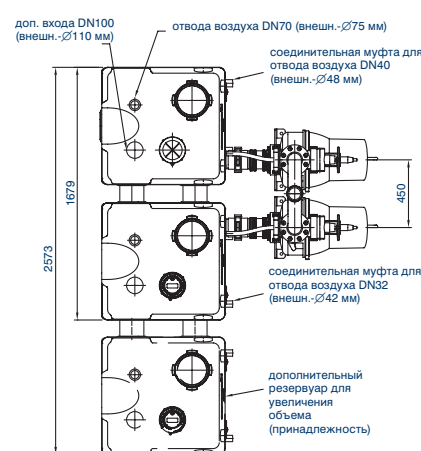 доп. входа DN100
(внешн.-∅110 мм)
отвода воздуха DN70 (внешн.-∅75 мм)
соединительная муфта для
отвода воздуха DN40
(внешн.-∅48 мм)
1679
2573
450
соединительная муфта для
отвода воздуха DN32
(внешн.-∅42 мм)
дополнительный
резервуар для
увеличения
объема
(принадлежность)